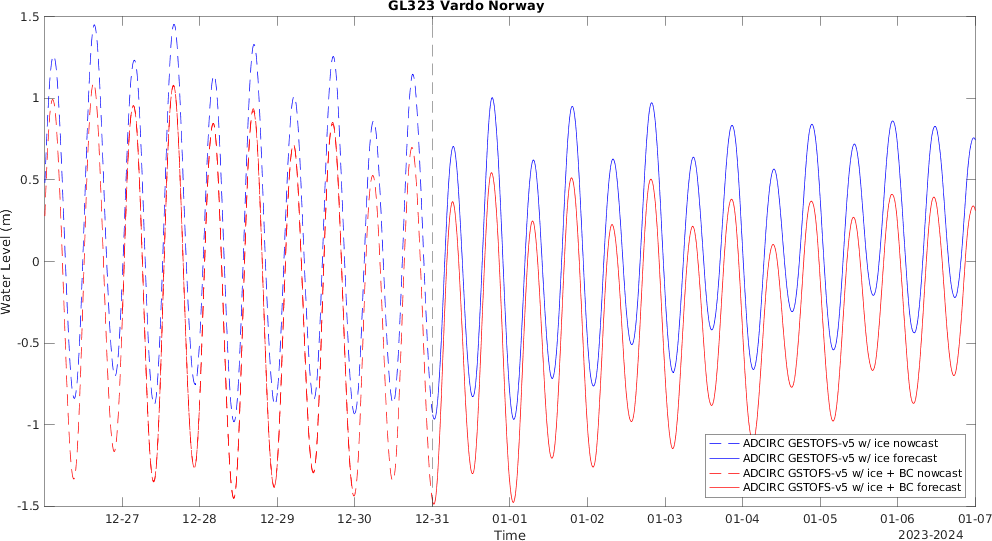 GL323 Vardo Norway
1.5
1
0.5
0
-0.5
-1
-1.5
Water Level (m)
12-27 12-28 12-29 12-30 12-31 01-01 01-02 01-03 01-04 01-05 01-06 01-07
Time
2023-2024
ADCIRC GESTOFS-v5 w/ ice nowcast
ADCIRC GESTOFS-v5 w/ ice forecast
ADCIRC GSTOFS-v5 w/ ice + BC nowcast
ADCIRC GSTOFS-v5 w/ ice + BC forecast